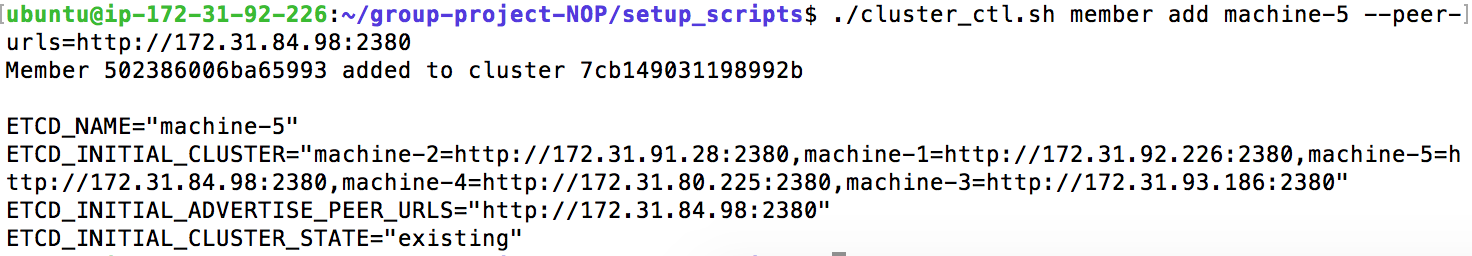 [ubuntu@ip-172-31-92-226:~/group-project-NOP/setup_scripts$ ./cluster_ctl.sh member add machine-5 --peer-]
urls=http://172.31.84.98:2380
Member 502386006ba65993 added to cluster 7cb149031198992b
ETCD_NAME="machine-5"
ETCD_INITIAL_CLUSTER="machine-2=http://172.31.91.28:2380,machine-1=http://172.31.92.226:2380,machine-5=h
ttp://172.31.84.98:2380,machine-4=http://172.31.80.225:2380,machine-3=http://172.31.93.186:2380"
ETCD_INITIAL_ADVERTISE_PEER_URLS="http://172.31.84.98:2380"
ETCD_INITIAL_CLUSTER_STATE="existing"